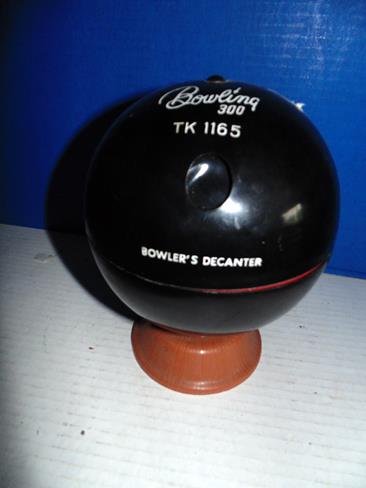 Bowling
300
TK 1165
BOWLER'S DECANTER